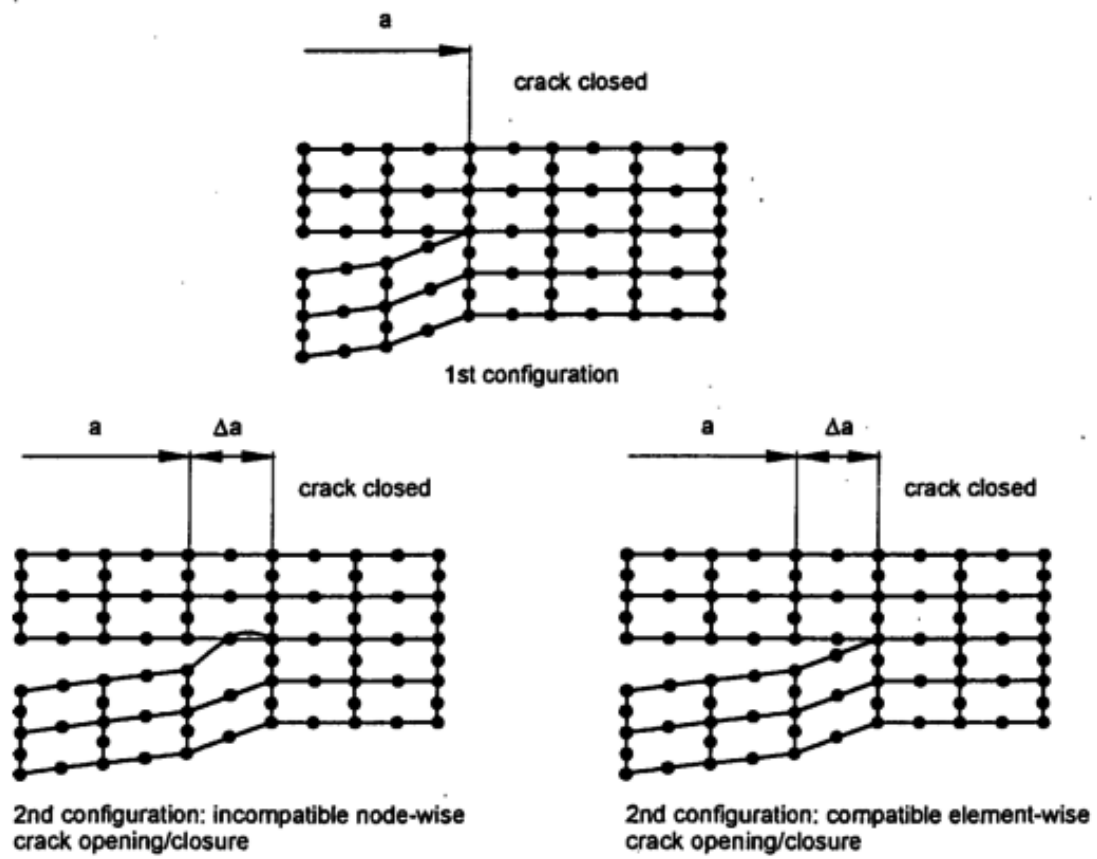 a
crack closed
1st configuration
a Δa
crack closed
2nd configuration: incompatible node-wise
crack opening/closure
a Δa
crack closed
2nd configuration: compatible element-wise
crack opening/closure